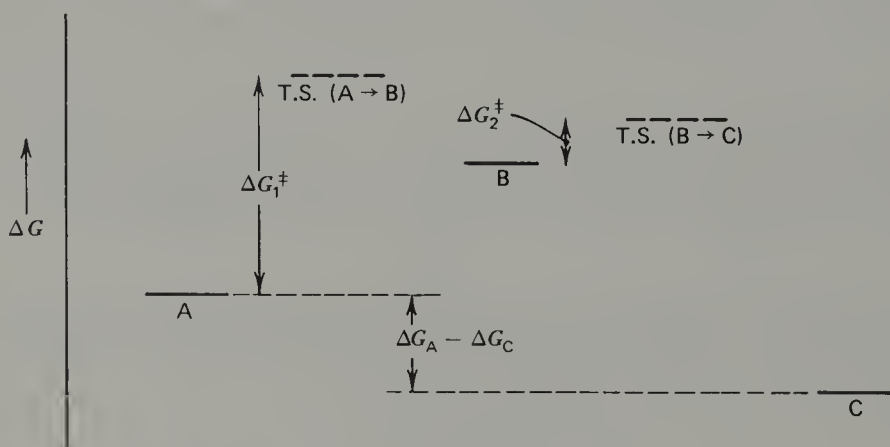 T.S. (A → B)
ΔG₂‡
T.S. (B → C)
B
ΔG₁‡
ΔG
A
ΔG_A − ΔG_C
C